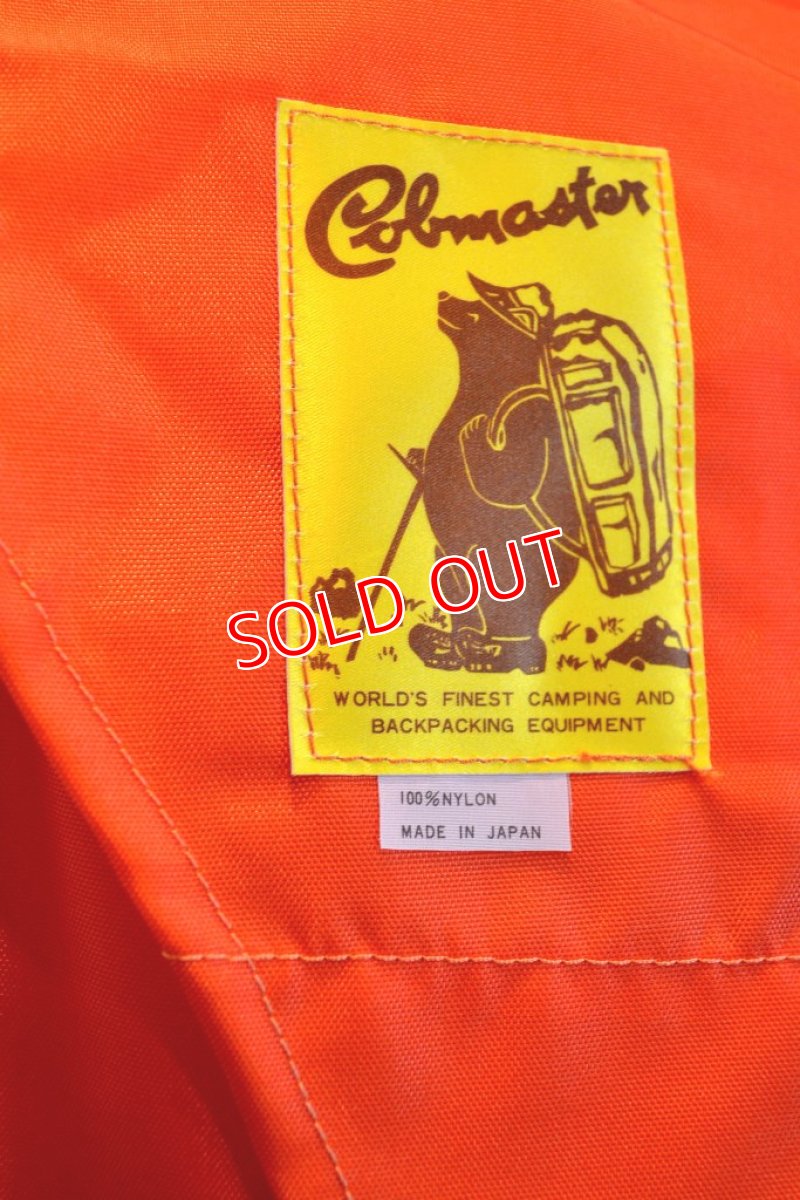 Cobmaster
SOLD OUT
WORLD'S FINEST CAMPING AND
BACKPACKING EQUIPMENT
100%NYLON
MADE IN JAPAN